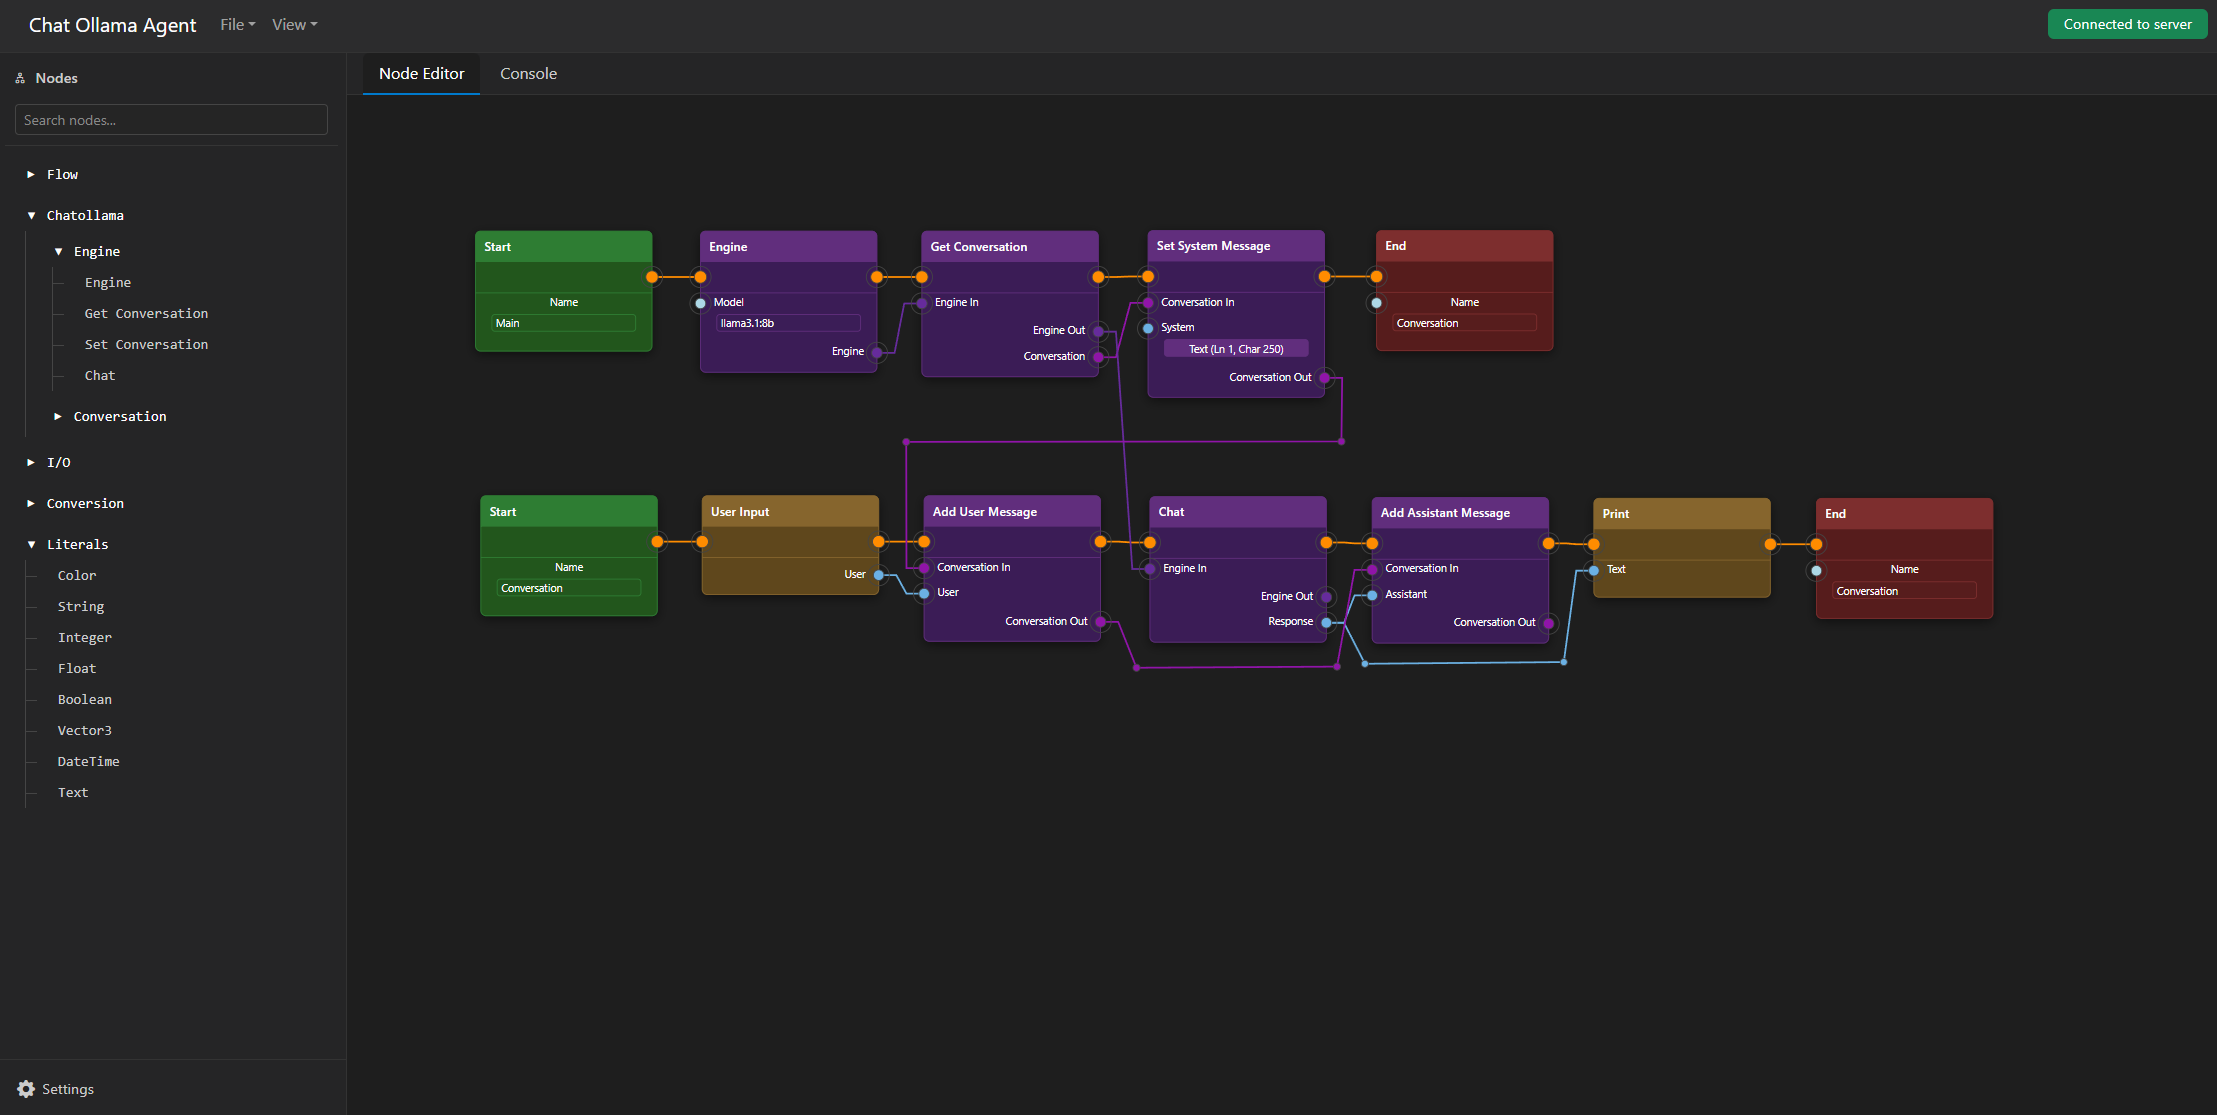 Chat Ollama Agent File View Connected to server
Nodes
Search nodes...
Flow
Chatollama
Engine
Engine
Get Conversation
Set Conversation
Chat
Conversation
I/O
Conversion
Literals
Color
String
Integer
Float
Boolean
Vector3
DateTime
Text
Settings
Node Editor Console
Start
Name
Main
Engine
Model
llama3.1:8b
Engine
Get Conversation
Engine In
Engine Out
Conversation
Set System Message
Conversation In
System
Text (Ln 1, Char 250)
Conversation Out
End
Name
Conversation
Start
Name
Conversation
User Input
User
Add User Message
Conversation In
User
Conversation Out
Chat
Engine In
Engine Out
Response
Add Assistant Message
Conversation In
Assistant
Conversation Out
Print
Text
End
Name
Conversation